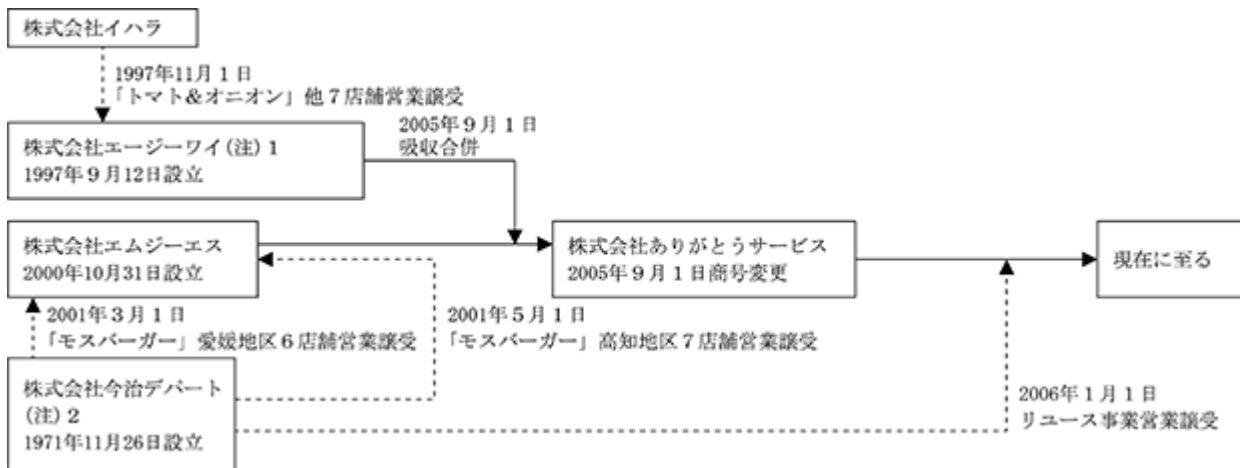 株式会社イハラ
1997年11月1日
「トマト&オニオン」他7店舗営業譲受
2005年9月1日
吸収合併
株式会社エージーワイ(注)1
1997年9月12日設立
株式会社エムジーエス
2000年10月31日設立
株式会社ありがとうサービス
2005年9月1日商号変更
現在に至る
2001年3月1日
「モスバーガー」愛媛地区6店舗営業譲受
2001年5月1日
「モスバーガー」高知地区7店舗営業譲受
株式会社今治デパート
(注)2
1971年11月26日設立
2006年1月1日
リユース事業営業譲受